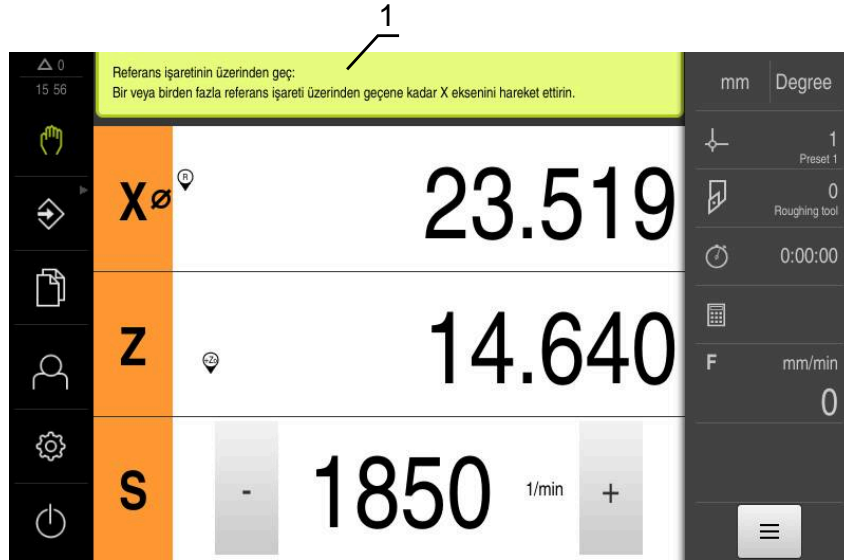 1
0
15 56
Referans işaretinin üzerinden geç:
Bir veya birden fazla referans işareti üzerinden geçene kadar X eksenini hareket ettirin.
mm Degree
X⌀ R 23.519
1
Preset 1
0
Roughing tool
0:00:00
Z 14.640
F mm/min
0
S - 1850 1/min +